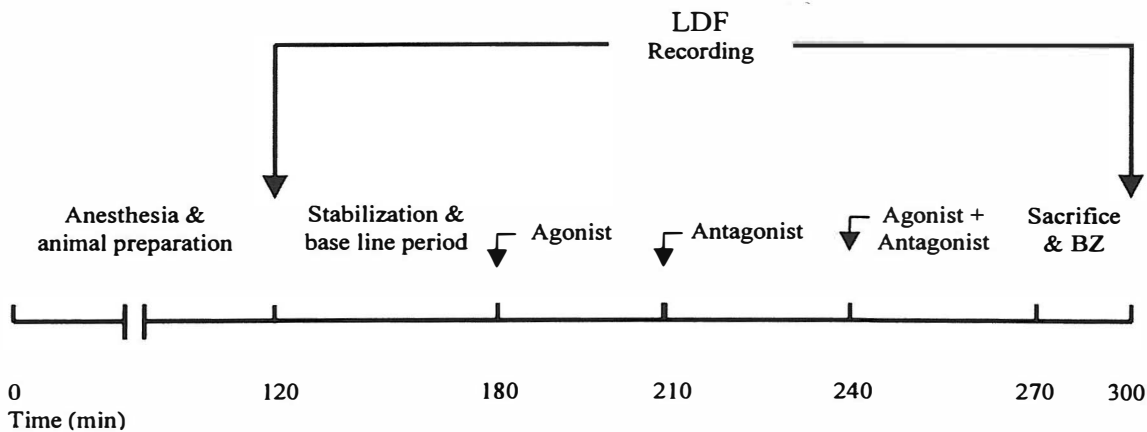 LDF
Recording
Anesthesia &
animal preparation
Stabilization &
base line period
Agonist
Antagonist
Agonist +
Antagonist
Sacrifice
& BZ
0 120 180 210 240 270 300
Time (min)